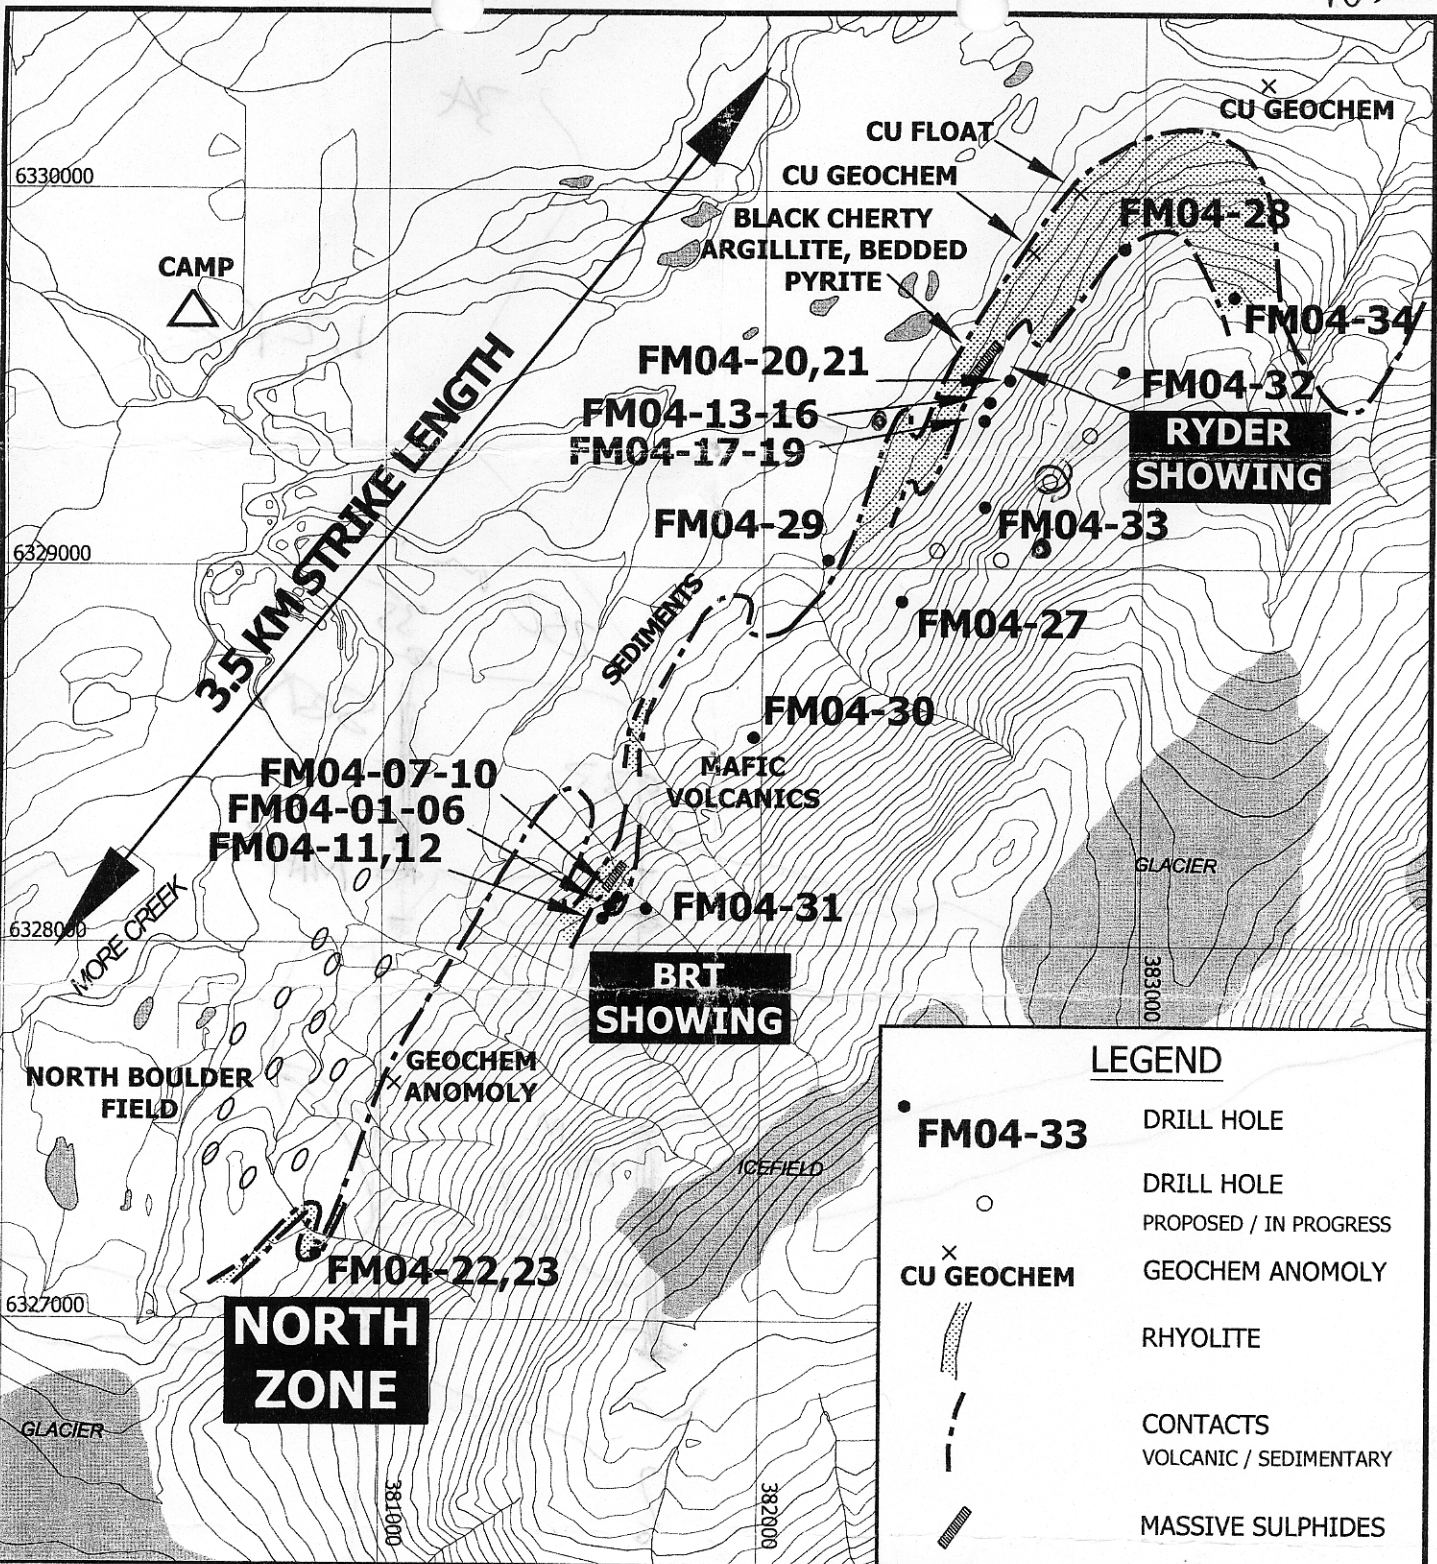 CU GEOCHEM
CU FLOAT
6330000
CU GEOCHEM
BLACK CHERTY
ARGILLITE, BEDDED
PYRITE
FM04-28
CAMP
FM04-34
FM04-20,21
FM04-32
FM04-13-16
FM04-17-19
RYDER
SHOWING
3.5 KM STRIKE LENGTH
FM04-29
FM04-33
6329000
SEDIMENTS
FM04-27
FM04-30
MAFIC
VOLCANICS
FM04-07-10
FM04-01-06
FM04-11,12
GLACIER
FM04-31
6328000
MORE CREEK
BRT
SHOWING
383000
GEOCHEM
ANOMOLY
NORTH BOULDER
FIELD
ICEFIELD
FM04-22,23
6327000
NORTH
ZONE
GLACIER
381000
382000
LEGEND
FM04-33
DRILL HOLE
DRILL HOLE
PROPOSED / IN PROGRESS
CU GEOCHEM
GEOCHEM ANOMOLY
RHYOLITE
CONTACTS
VOLCANIC / SEDIMENTARY
MASSIVE SULPHIDES